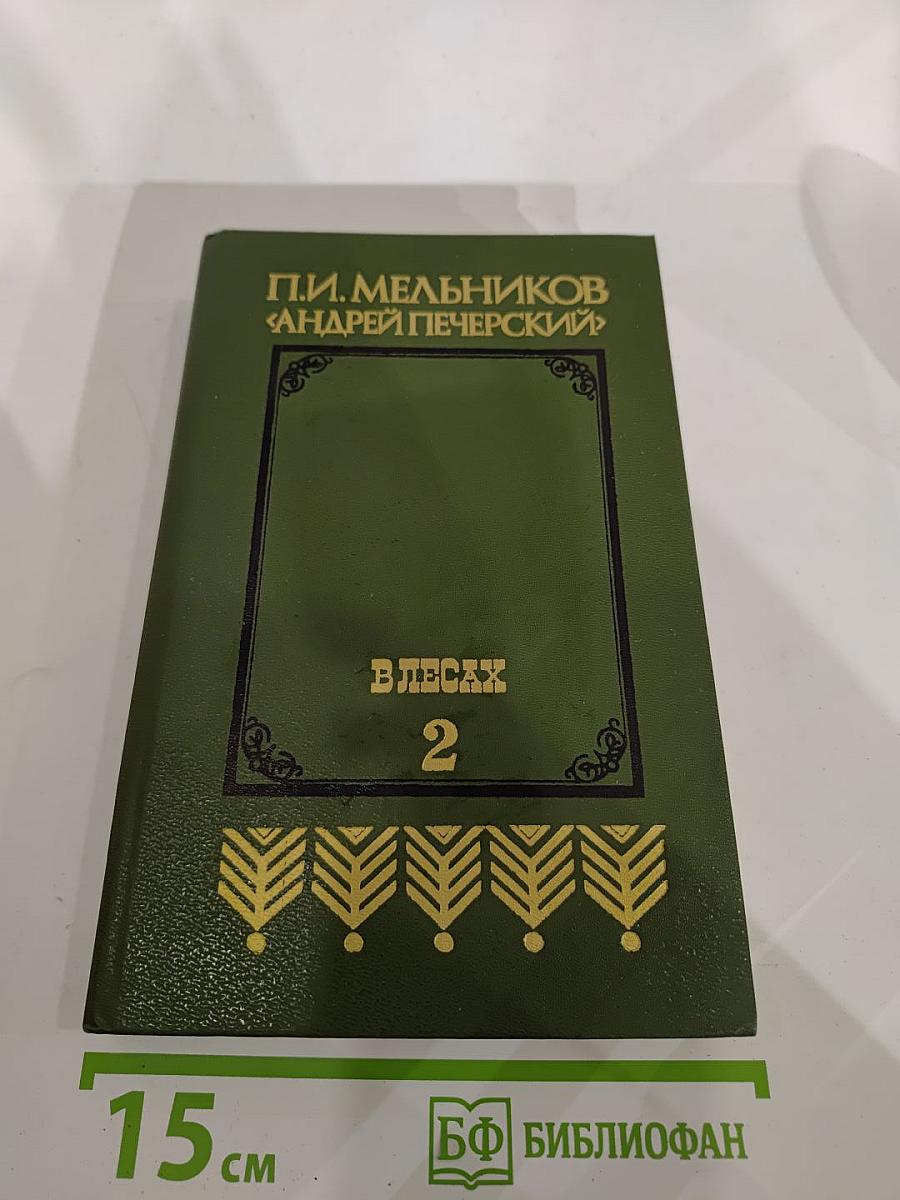 П.И. МЕЛЬНИКОВ
‹АНДРЕЙ ПЕЧЕРСКИЙ›
В ЛЕСАХ
2
15 см
БФ БИБЛИОФАН